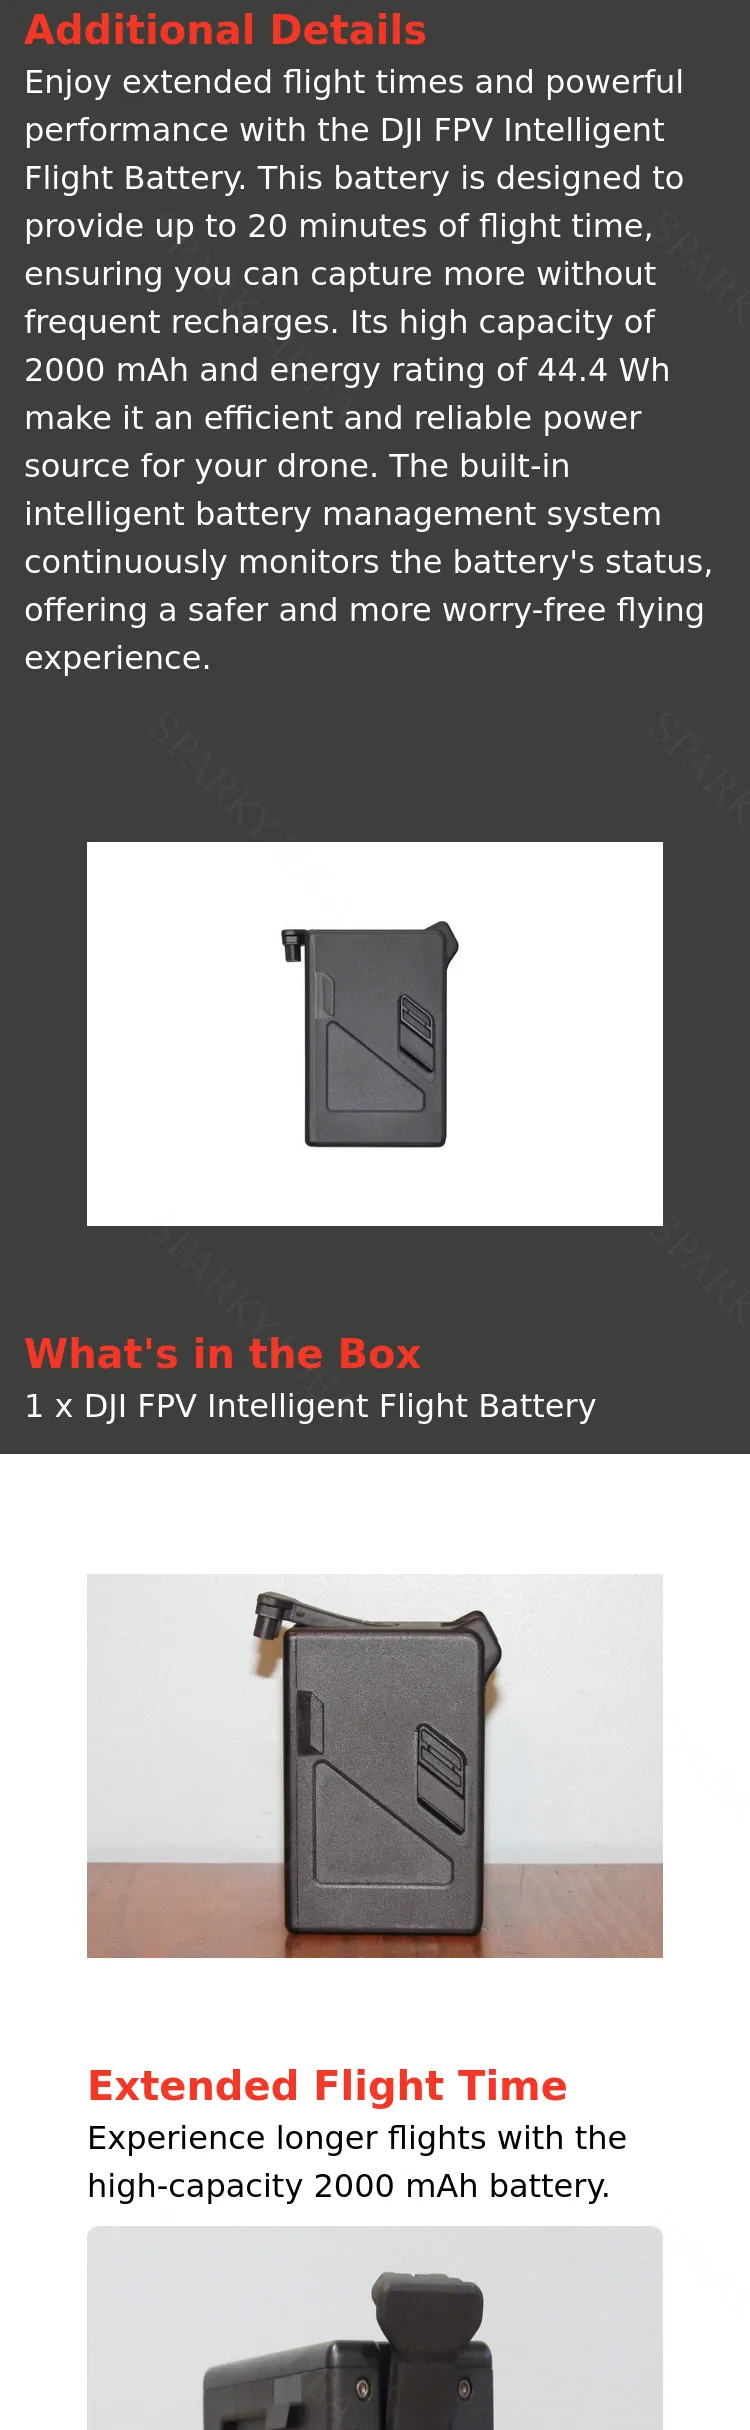 Additional Details
Enjoy extended flight times and powerful
performance with the DJI FPV Intelligent
Flight Battery. This battery is designed to
provide up to 20 minutes of flight time,
ensuring you can capture more without
frequent recharges. Its high capacity of
2000 mAh and energy rating of 44.4 Wh
make it an efficient and reliable power
source for your drone. The built-in
intelligent battery management system
continuously monitors the battery's status,
offering a safer and more worry-free flying
experience.
What's in the Box
1 x DJI FPV Intelligent Flight Battery
Extended Flight Time
Experience longer flights with the
high-capacity 2000 mAh battery.